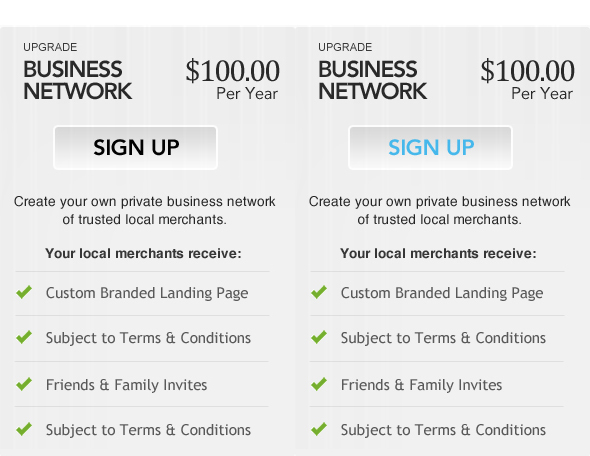 UPGRADE
BUSINESS
NETWORK
$100.00
Per Year
SIGN UP
Create your own private business network
of trusted local merchants.
Your local merchants receive:
Custom Branded Landing Page
Subject to Terms & Conditions
Friends & Family Invites
Subject to Terms & Conditions
UPGRADE
BUSINESS
NETWORK
$100.00
Per Year
SIGN UP
Create your own private business network
of trusted local merchants.
Your local merchants receive:
Custom Branded Landing Page
Subject to Terms & Conditions
Friends & Family Invites
Subject to Terms & Conditions